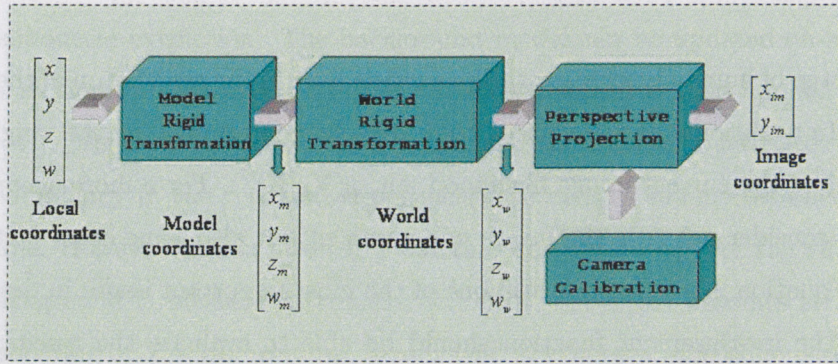 x
y
z
w
Local
coordinates
Model
Rigid
Transformation
World
Rigid
Transformation
Perspective
Projection
x_im
y_im
Image
coordinates
Model
coordinates
x_m
y_m
z_m
w_m
World
coordinates
x_w
y_w
z_w
w_w
Camera
Calibration